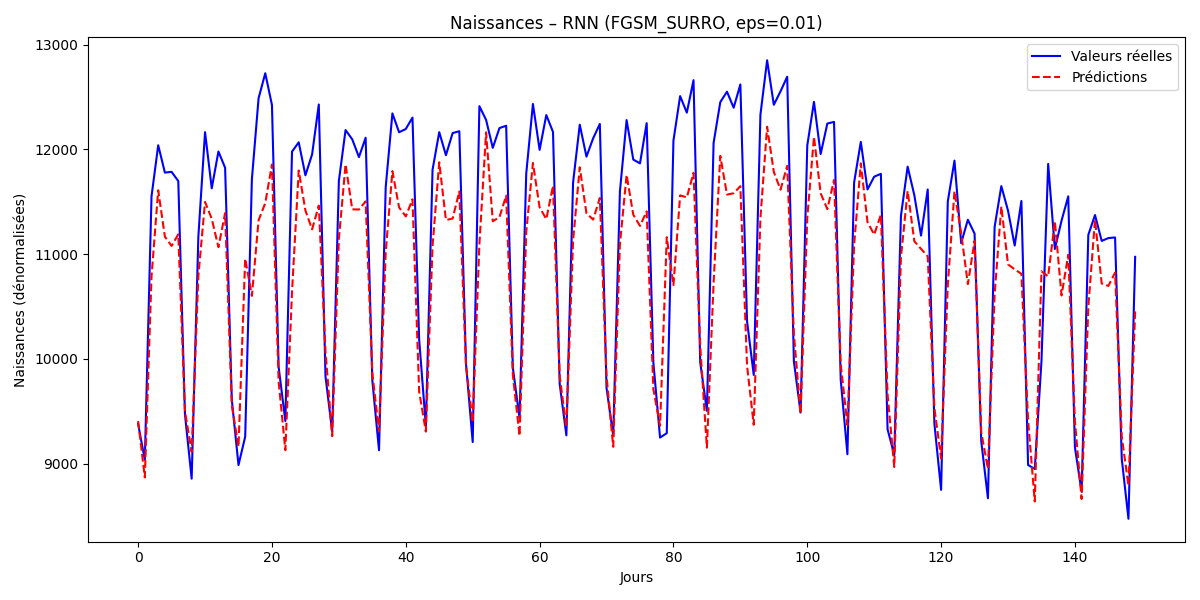 Naissances – RNN (FGSM_SURRO, eps=0.01)
Valeurs réelles
Prédictions
Naissances (dénormalisées)
13000
12000
11000
10000
9000
0 20 40 60 80 100 120 140
Jours